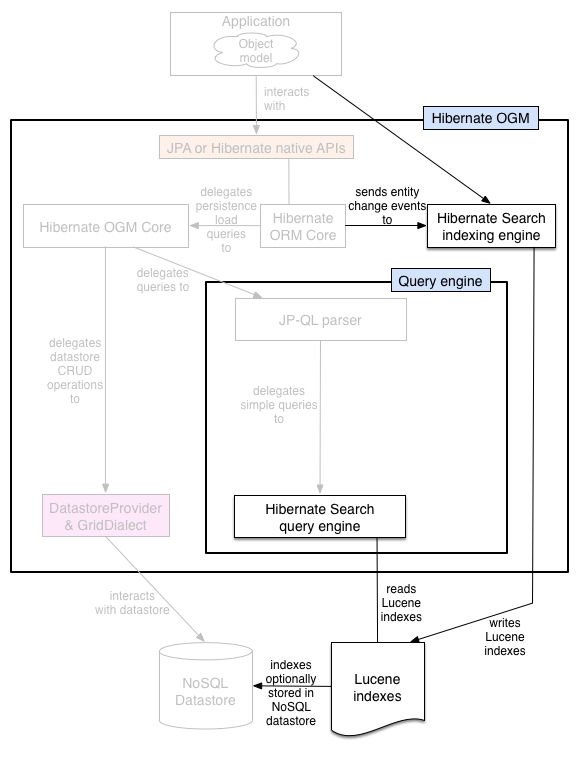 Application
Object
model
interacts
with
Hibernate OGM
JPA or Hibernate native APIs
delegates
persistence
load
queries
to
sends entity
change events
to
Hibernate OGM Core
Hibernate
ORM Core
Hibernate Search
indexing engine
delegates
queries to
Query engine
JP-QL parser
delegates
datastore
CRUD
operations
to
delegates
simple queries
to
DatastoreProvider
& GridDialect
Hibernate Search
query engine
interacts
with datastore
reads
Lucene
indexes
writes
Lucene
indexes
NoSQL
Datastore
indexes
optionally
stored in
NoSQL
datastore
Lucene
indexes